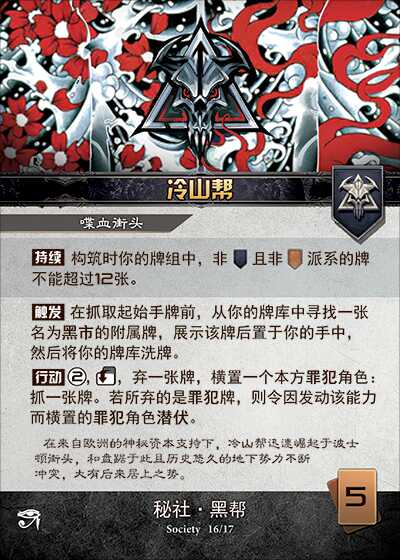 冷山帮
喋血街头
持续 构筑时你的牌组中，非 且非 派系的牌
不能超过12张。
触发 在抓取起始手牌前，从你的牌库中寻找一张
名为黑市的附属牌，展示该牌后置于你的手中，
然后将你的牌库洗牌。
行动 ②, ，弃一张牌，横置一个本方罪犯角色：
抓一张牌。若所弃的是罪犯牌，则令因发动该能力
而横置的罪犯角色潜伏。
在来自欧洲的神秘资本支持下，冷山帮迅速崛起于波士
顿街头，和盘踞于此且历史悠久的地下势力不断
冲突，大有后来居上之势。
秘社·黑帮
Society 16/17
5